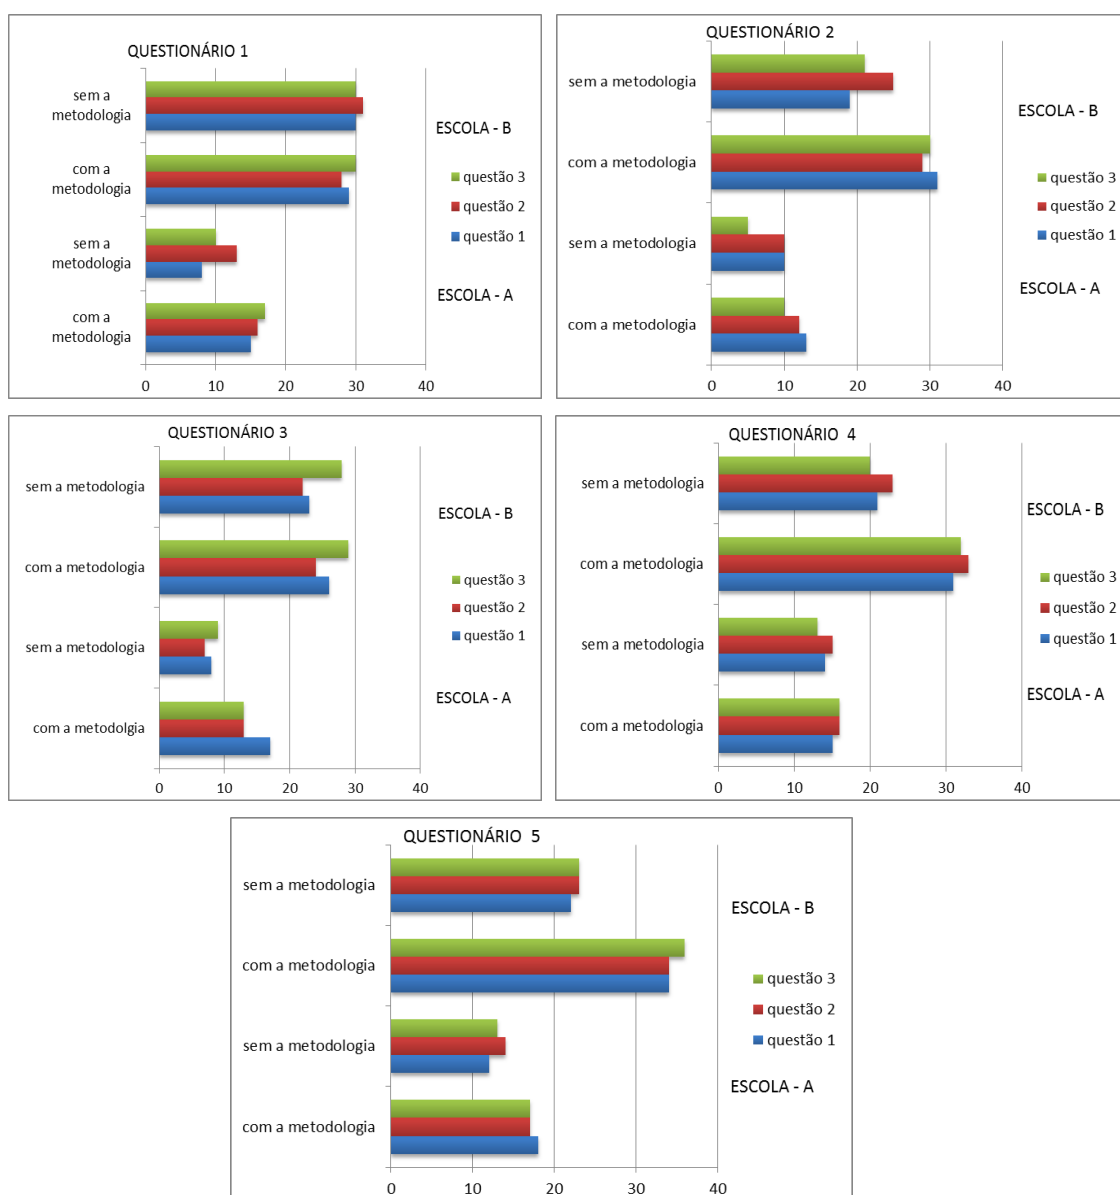 QUESTIONÁRIO 1
sem a
metodologia
com a
metodologia
sem a
metodologia
com a
metodologia
0 10 20 30 40
ESCOLA - B
questão 3
questão 2
questão 1
ESCOLA - A
QUESTIONÁRIO 2
sem a metodologia
com a metodologia
sem a metodologia
com a metodologia
0 10 20 30 40
ESCOLA - B
questão 3
questão 2
questão 1
ESCOLA - A
QUESTIONÁRIO 3
sem a metodologia
com a metodologia
sem a metodologia
com a metodolgia
0 10 20 30 40
ESCOLA - B
questão 3
questão 2
questão 1
ESCOLA - A
QUESTIONÁRIO 4
sem a metodologia
com a metodologia
sem a metodologia
com a metodologia
0 10 20 30 40
ESCOLA - B
questão 3
questão 2
questão 1
ESCOLA - A
QUESTIONÁRIO 5
sem a metodologia
com a metodologia
sem a metodologia
com a metodologia
0 10 20 30 40
ESCOLA - B
questão 3
questão 2
questão 1
ESCOLA - A